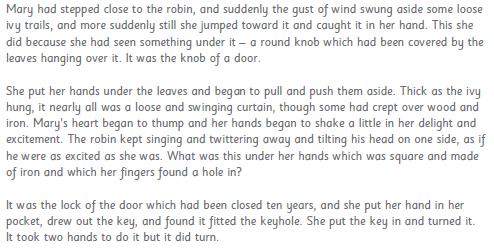 Mary had stepped close to the robin, and suddenly the gust of wind swung aside some loose
ivy trails, and more suddenly still she jumped toward it and caught it in her hand. This she
did because she had seen something under it – a round knob which had been covered by the
leaves hanging over it. It was the knob of a door.
She put her hands under the leaves and began to pull and push them aside. Thick as the ivy
hung, it nearly all was a loose and swinging curtain, though some had crept over wood and
iron. Mary's heart began to thump and her hands began to shake a little in her delight and
excitement. The robin kept singing and twittering away and tilting his head on one side, as if
he were as excited as she was. What was this under her hands which was square and made
of iron and which her fingers found a hole in?
It was the lock of the door which had been closed ten years, and she put her hand in her
pocket, drew out the key, and found it fitted the keyhole. She put the key in and turned it.
It took two hands to do it but it did turn.